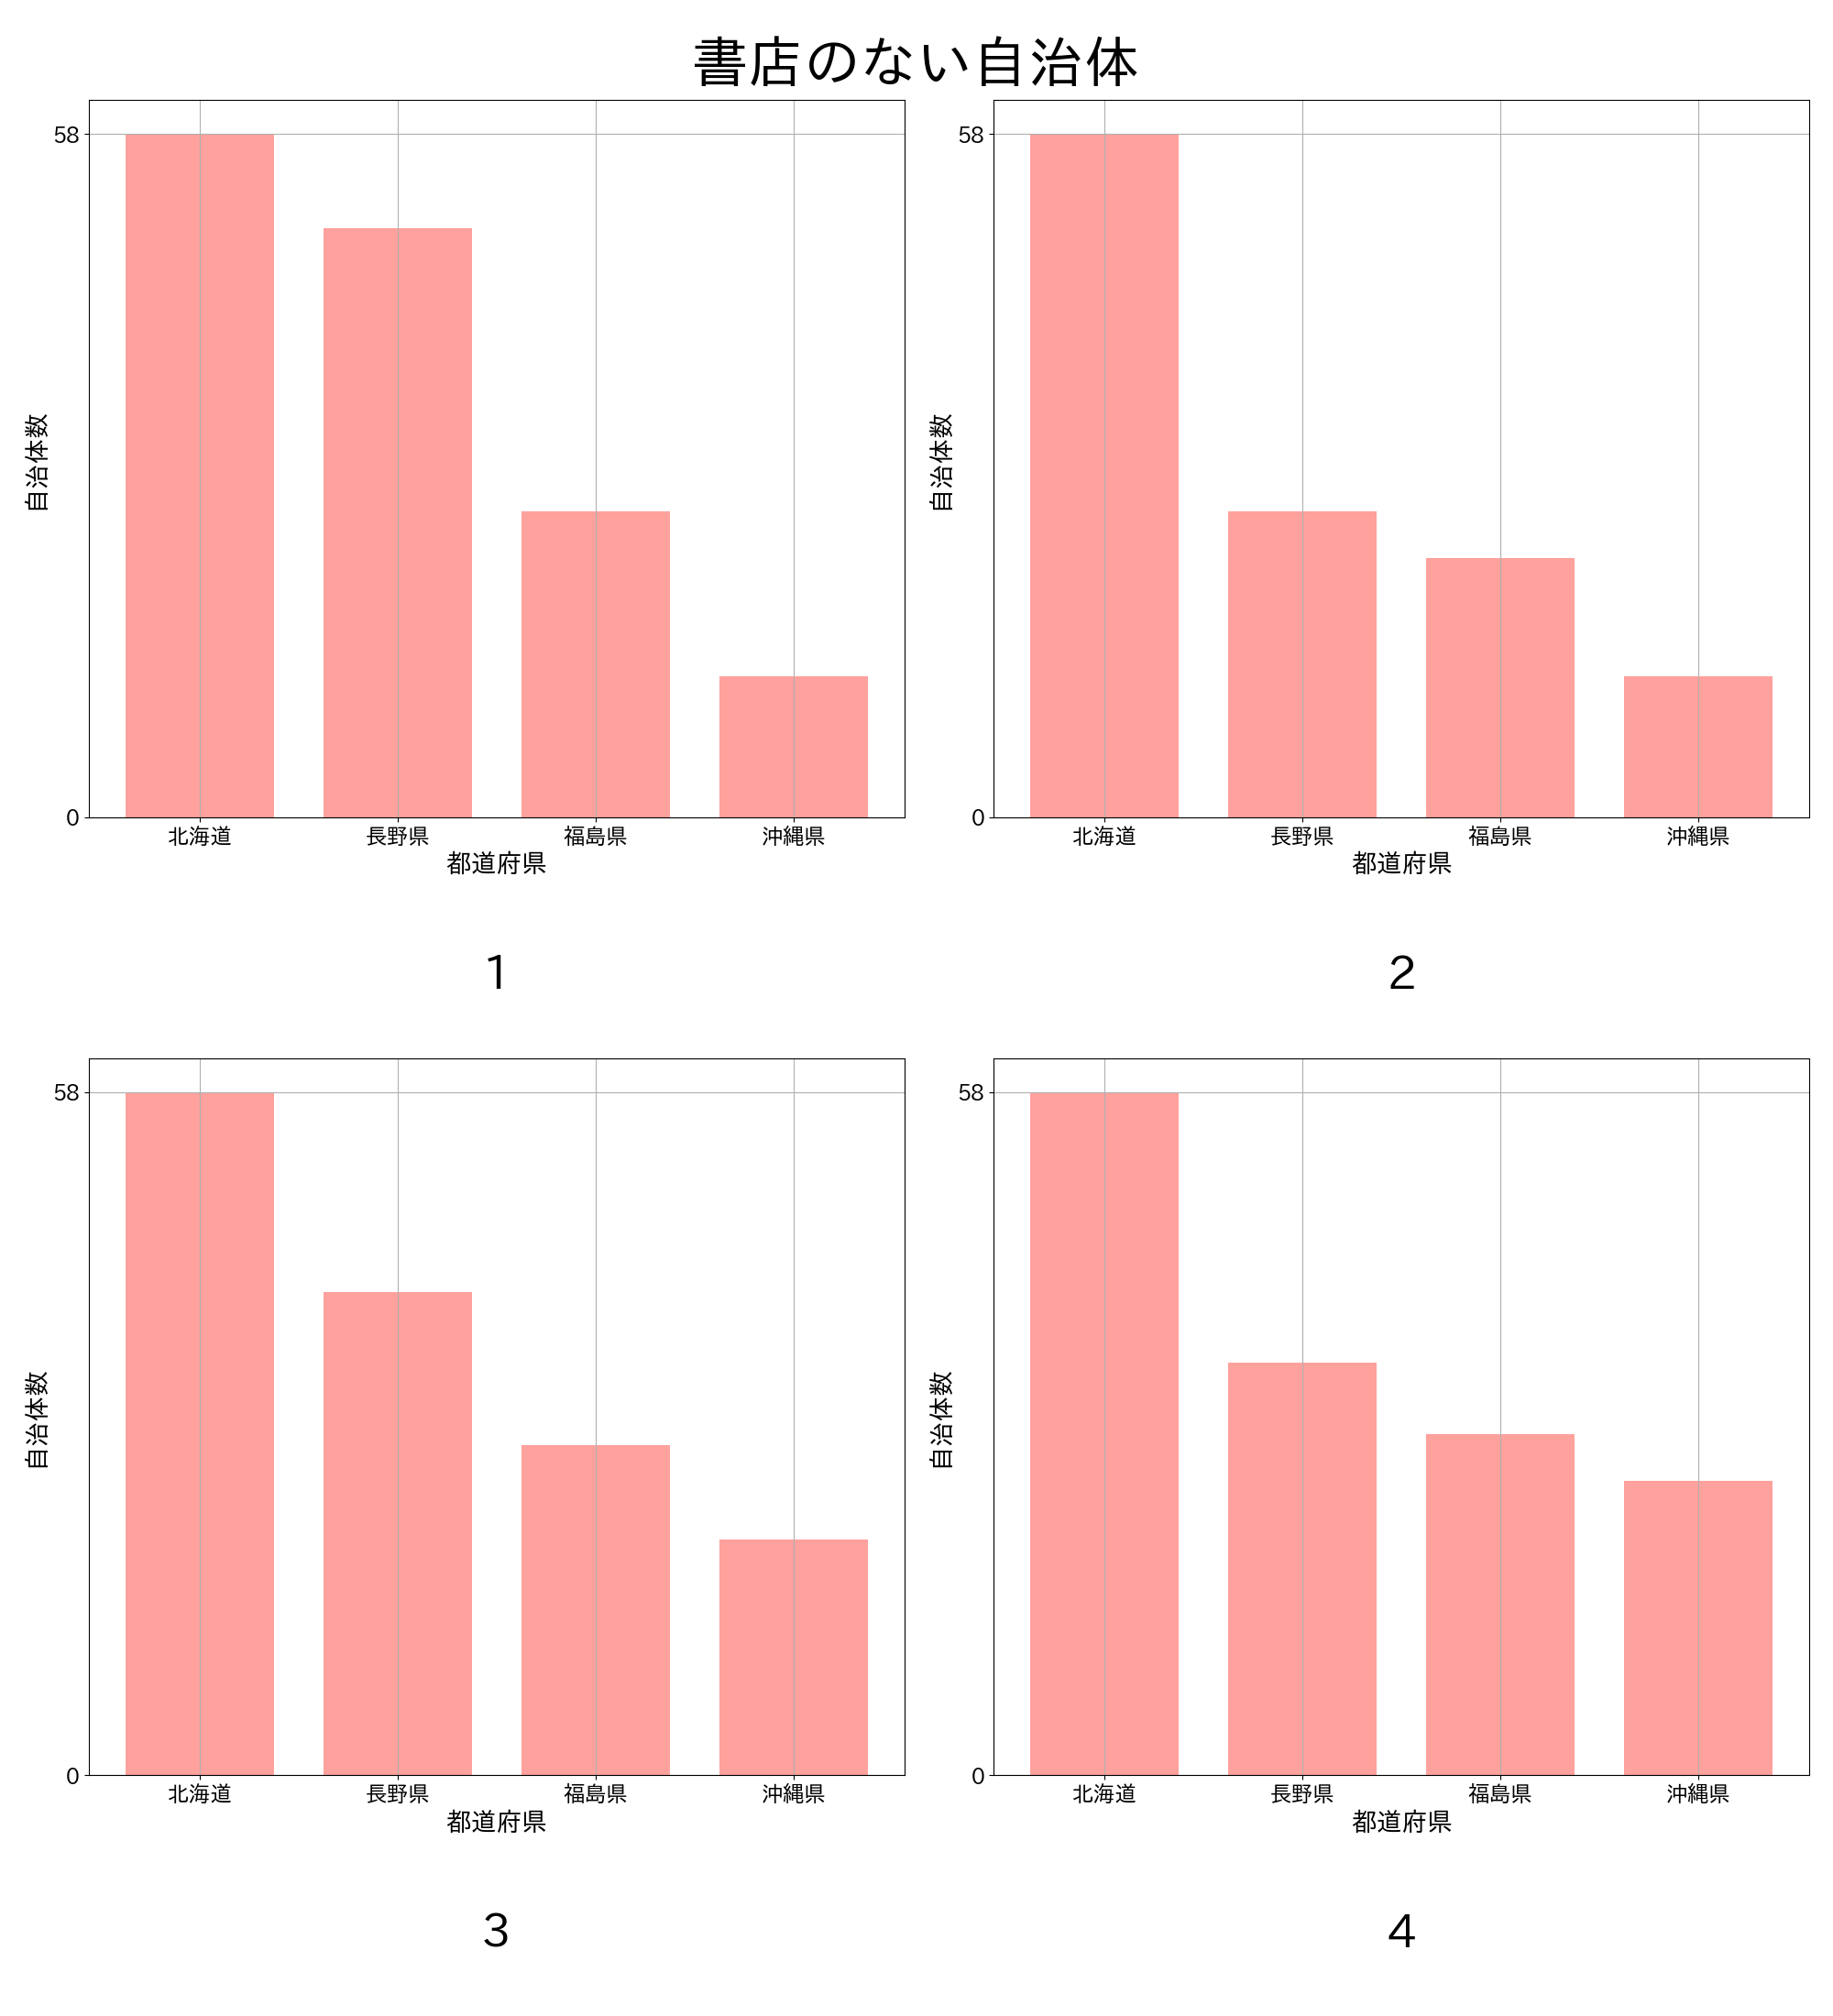 書店のない自治体
58
0
自治体数
北海道 長野県 福島県 沖縄県
都道府県
1
58
0
自治体数
北海道 長野県 福島県 沖縄県
都道府県
2
58
0
自治体数
北海道 長野県 福島県 沖縄県
都道府県
3
58
0
自治体数
北海道 長野県 福島県 沖縄県
都道府県
4